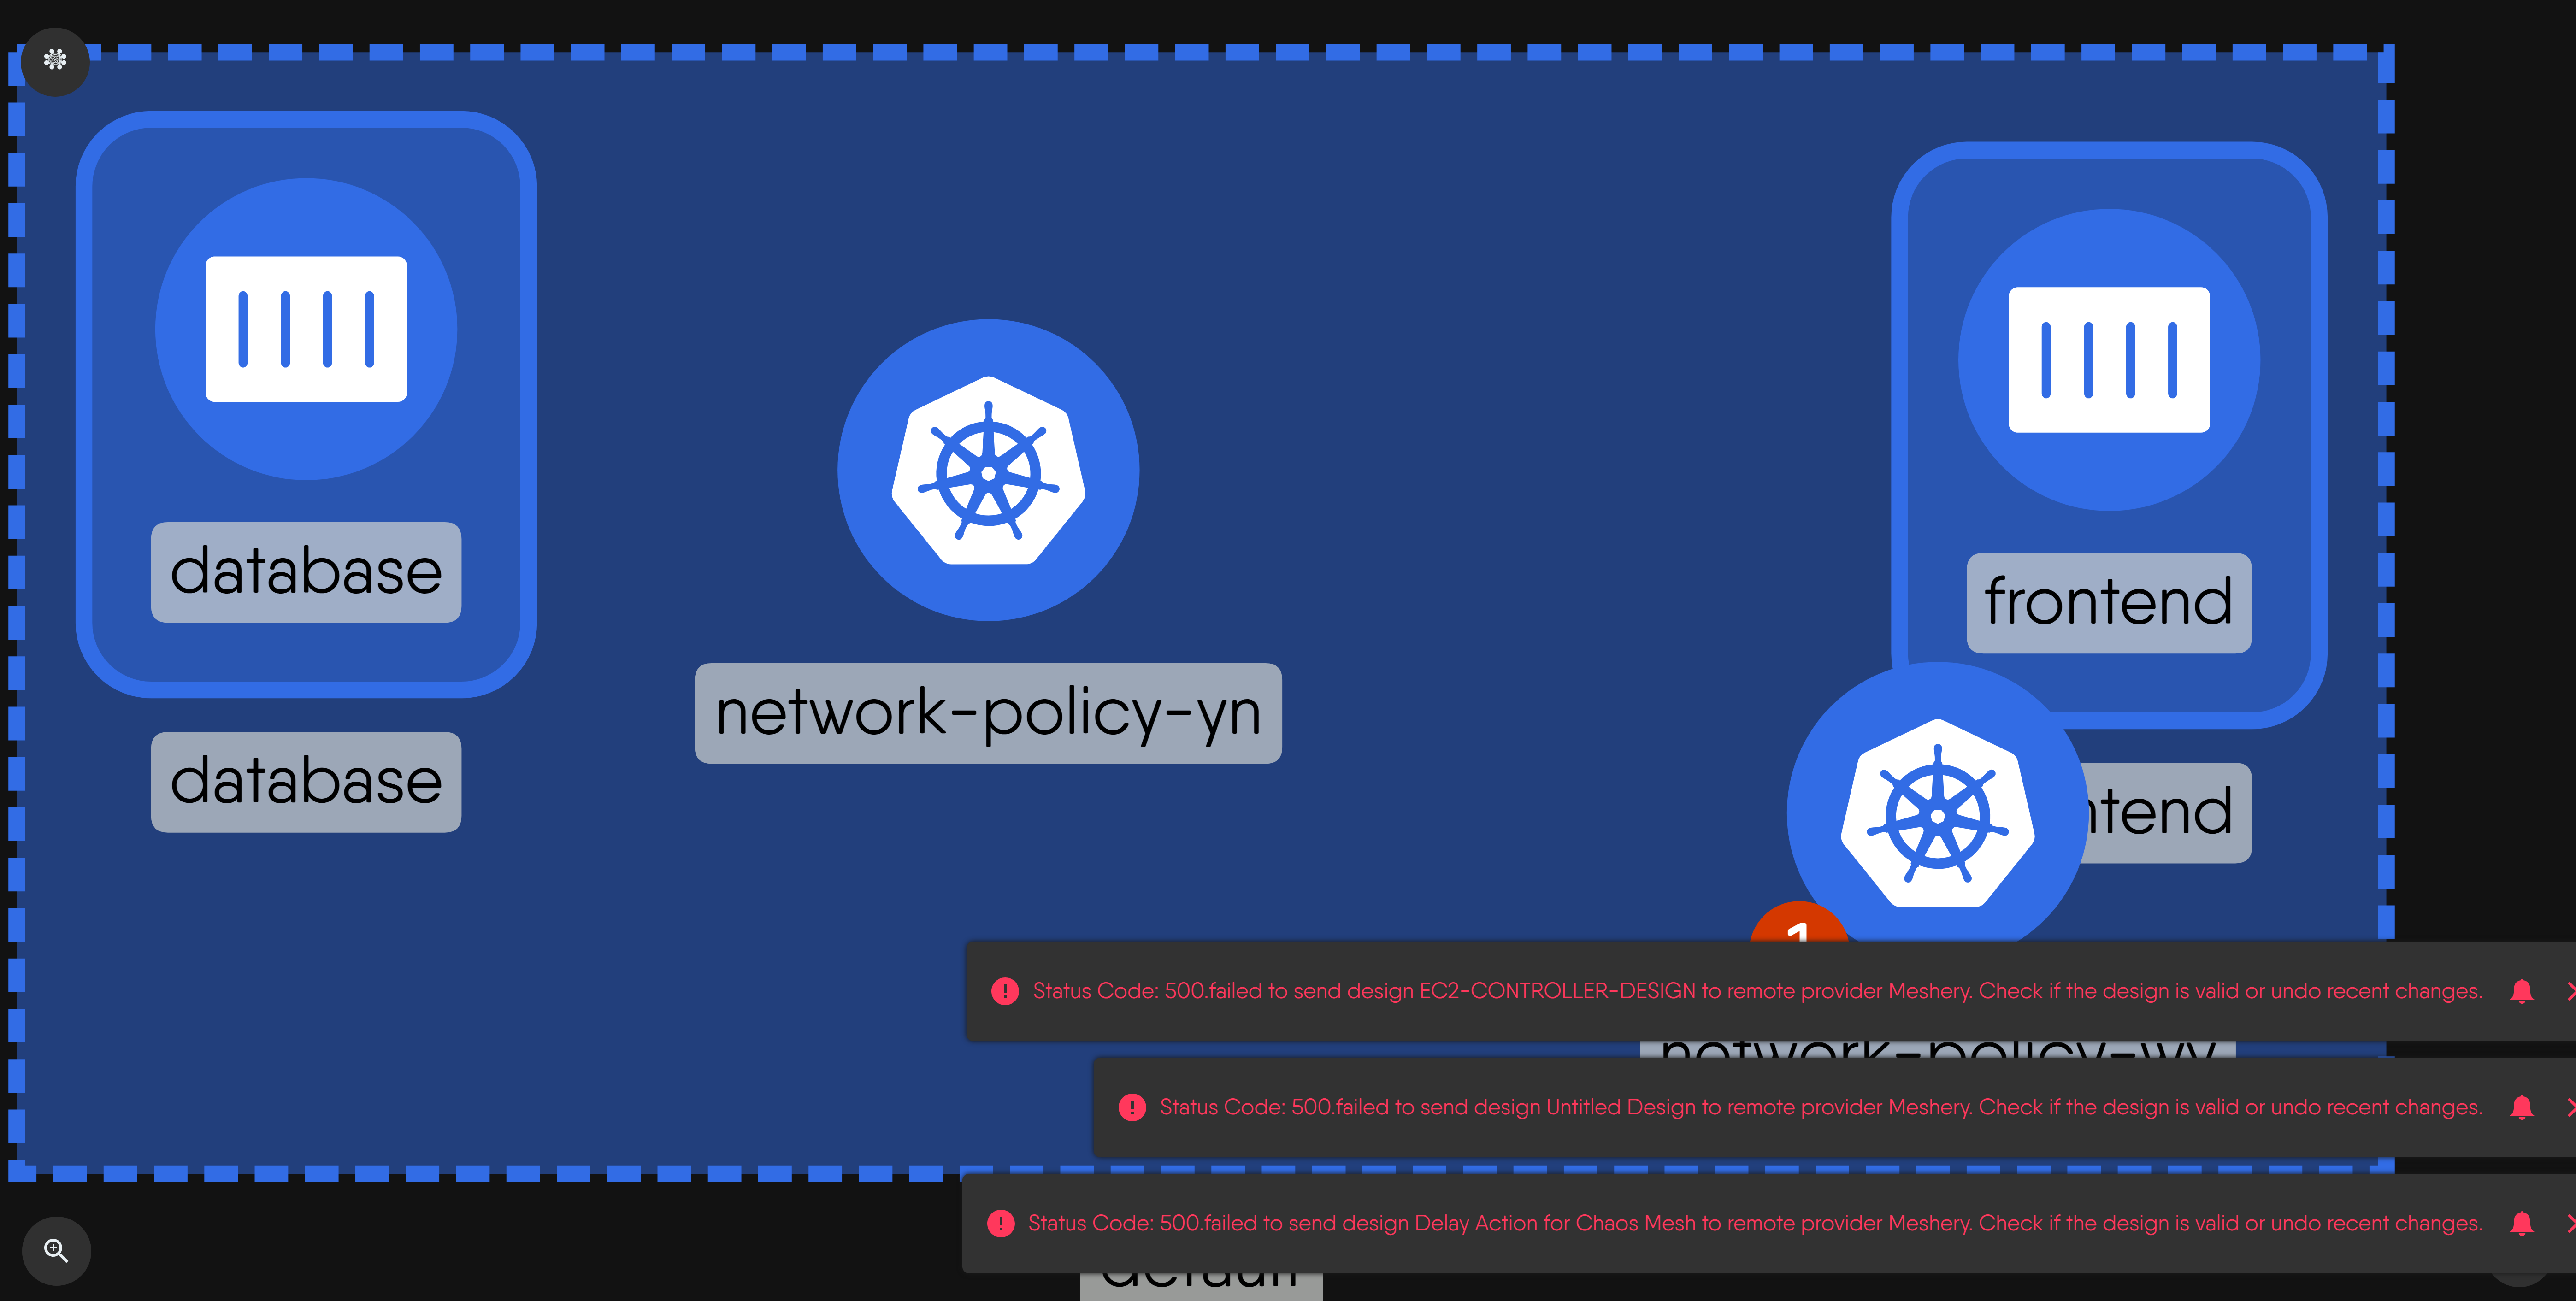 database
database
network-policy-yn
frontend
ntend
1
Status Code: 500.failed to send design EC2-CONTROLLER-DESIGN to remote provider Meshery. Check if the design is valid or undo recent changes.
network-policy-wv
Status Code: 500.failed to send design Untitled Design to remote provider Meshery. Check if the design is valid or undo recent changes.
Status Code: 500.failed to send design Delay Action for Chaos Mesh to remote provider Meshery. Check if the design is valid or undo recent changes.
default